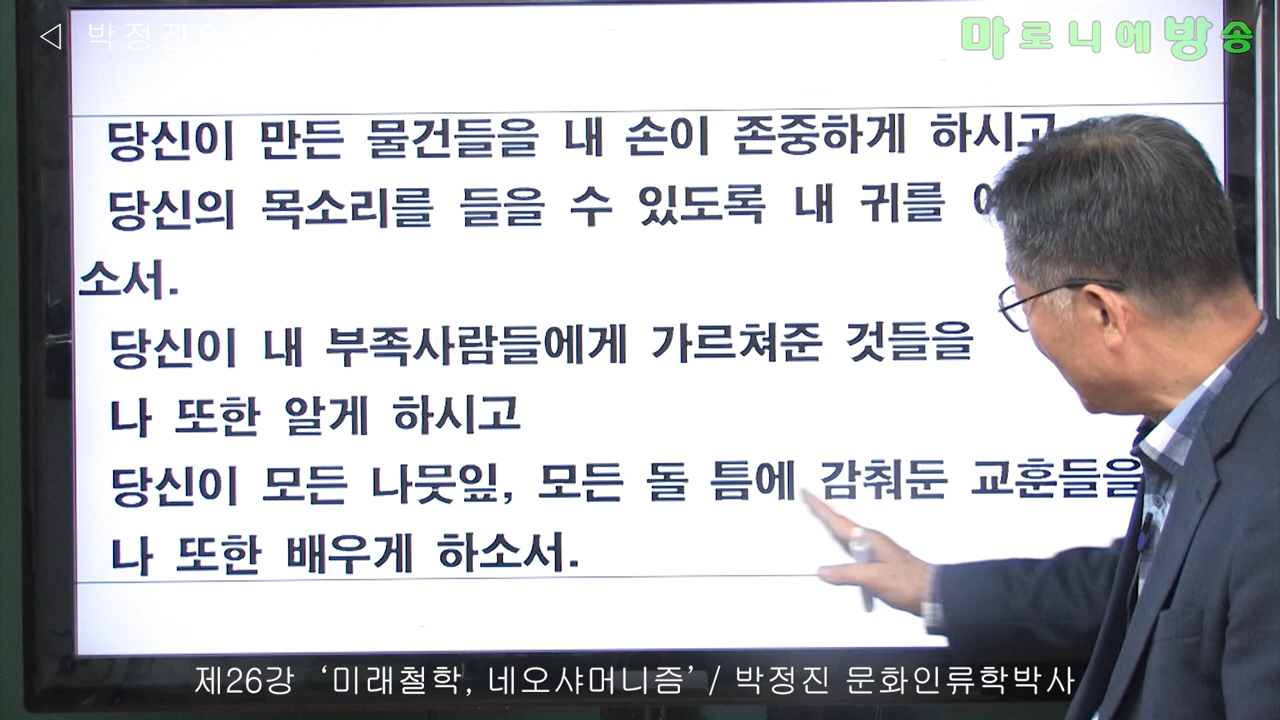 ◁ 박정진의
마로니에방송
당신이 만든 물건들을 내 손이 존중하게 하시고
당신의 목소리를 들을 수 있도록 내 귀를
소서.
당신이 내 부족사람들에게 가르쳐준 것들을
나 또한 알게 하시고
당신이 모든 나뭇잎, 모든 돌 틈에 감춰둔 교훈들을
나 또한 배우게 하소서.
제26강 ‘미래철학, 네오샤머니즘’ / 박정진 문화인류학박사